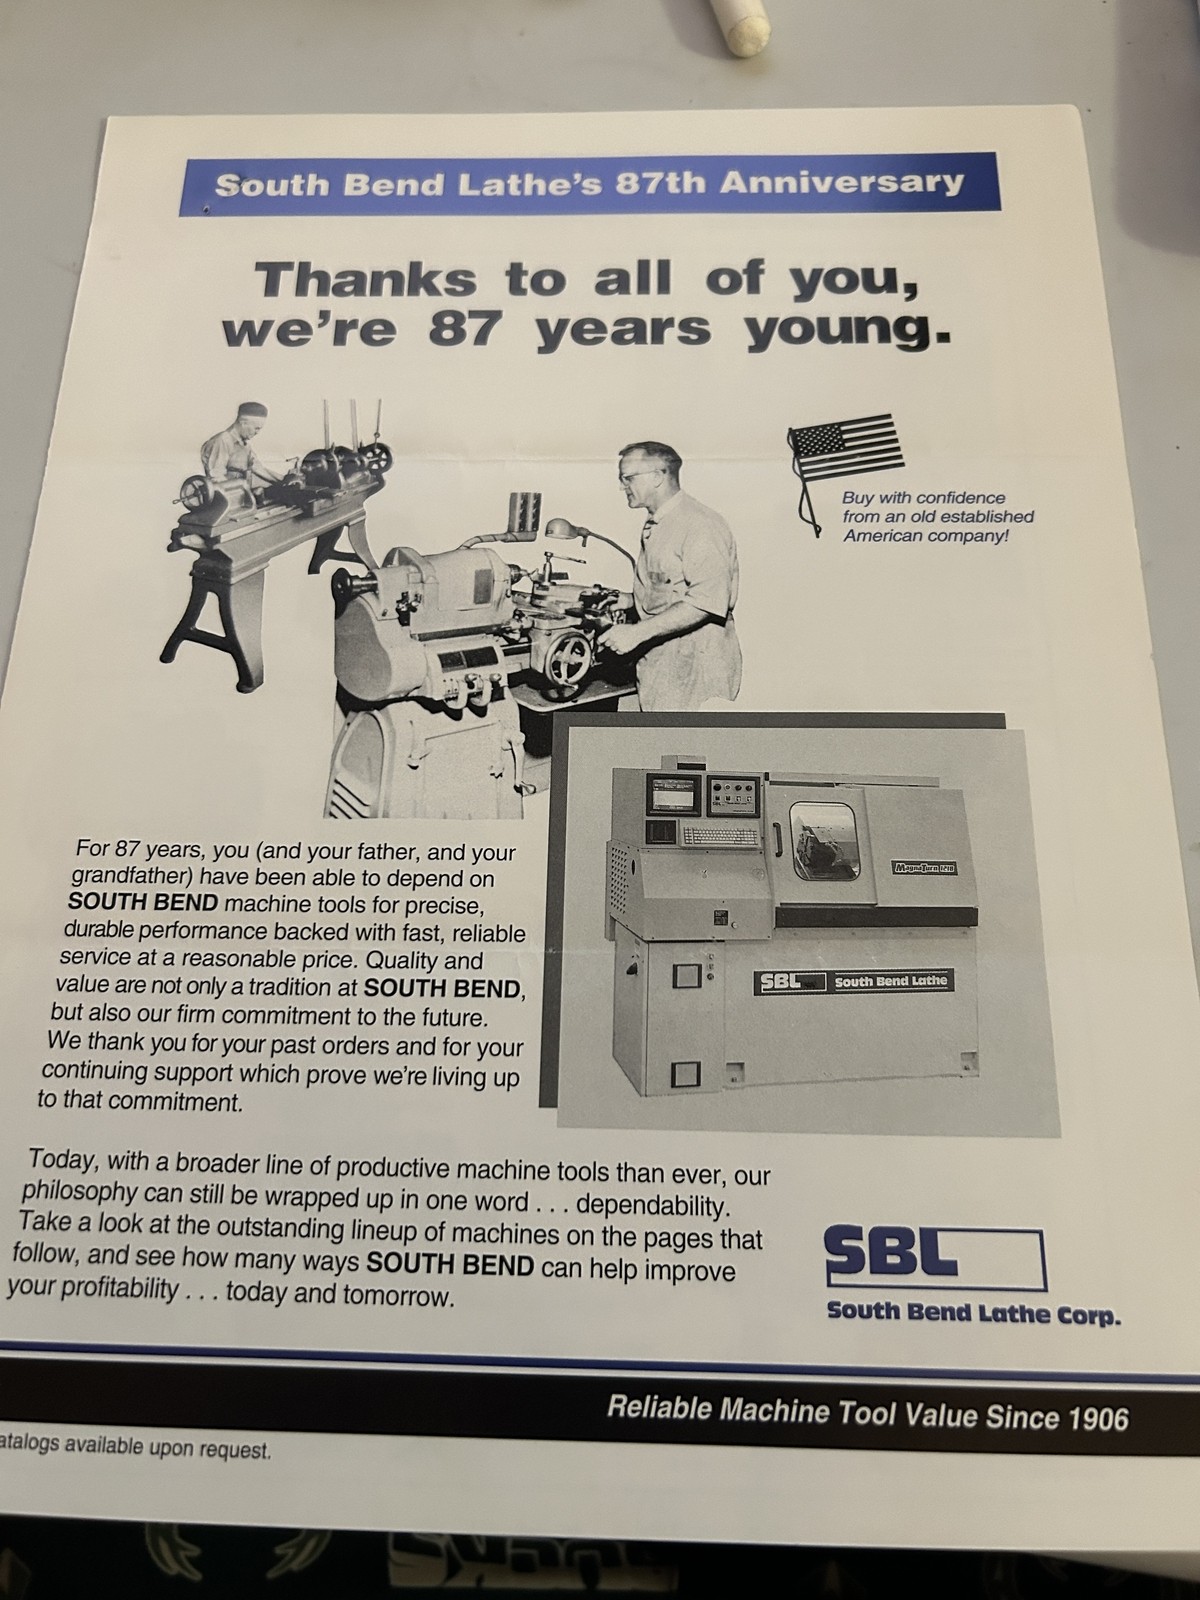 South Bend Lathe's 87th Anniversary
Thanks to all of you,
we're 87 years young.
Buy with confidence
from an old established
American company!
For 87 years, you (and your father, and your
grandfather) have been able to depend on
SOUTH BEND machine tools for precise,
durable performance backed with fast, reliable
service at a reasonable price. Quality and
value are not only a tradition at SOUTH BEND,
but also our firm commitment to the future.
We thank you for your past orders and for your
continuing support which prove we're living up
to that commitment.
MagnaTurn 1210
SBL South Bend Lathe
Today, with a broader line of productive machine tools than ever, our
philosophy can still be wrapped up in one word . . . dependability.
Take a look at the outstanding lineup of machines on the pages that
follow, and see how many ways SOUTH BEND can help improve
your profitability . . . today and tomorrow.
SBL
South Bend Lathe Corp.
Reliable Machine Tool Value Since 1906
atalogs available upon request.